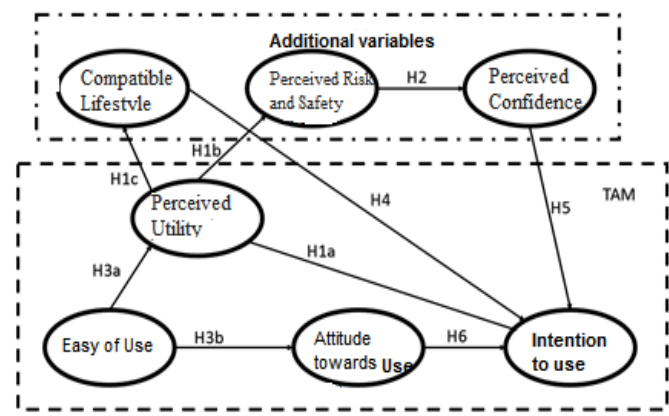 Additional variables
Compatible
Lifestyle
Perceived Risk
and Safety
H2
Perceived
Confidence
H1b
H1c
Perceived
Utility
H4
H5
TAM
H1a
H3a
Easy of Use
H3b
Attitude
towards Use
H6
Intention
to use